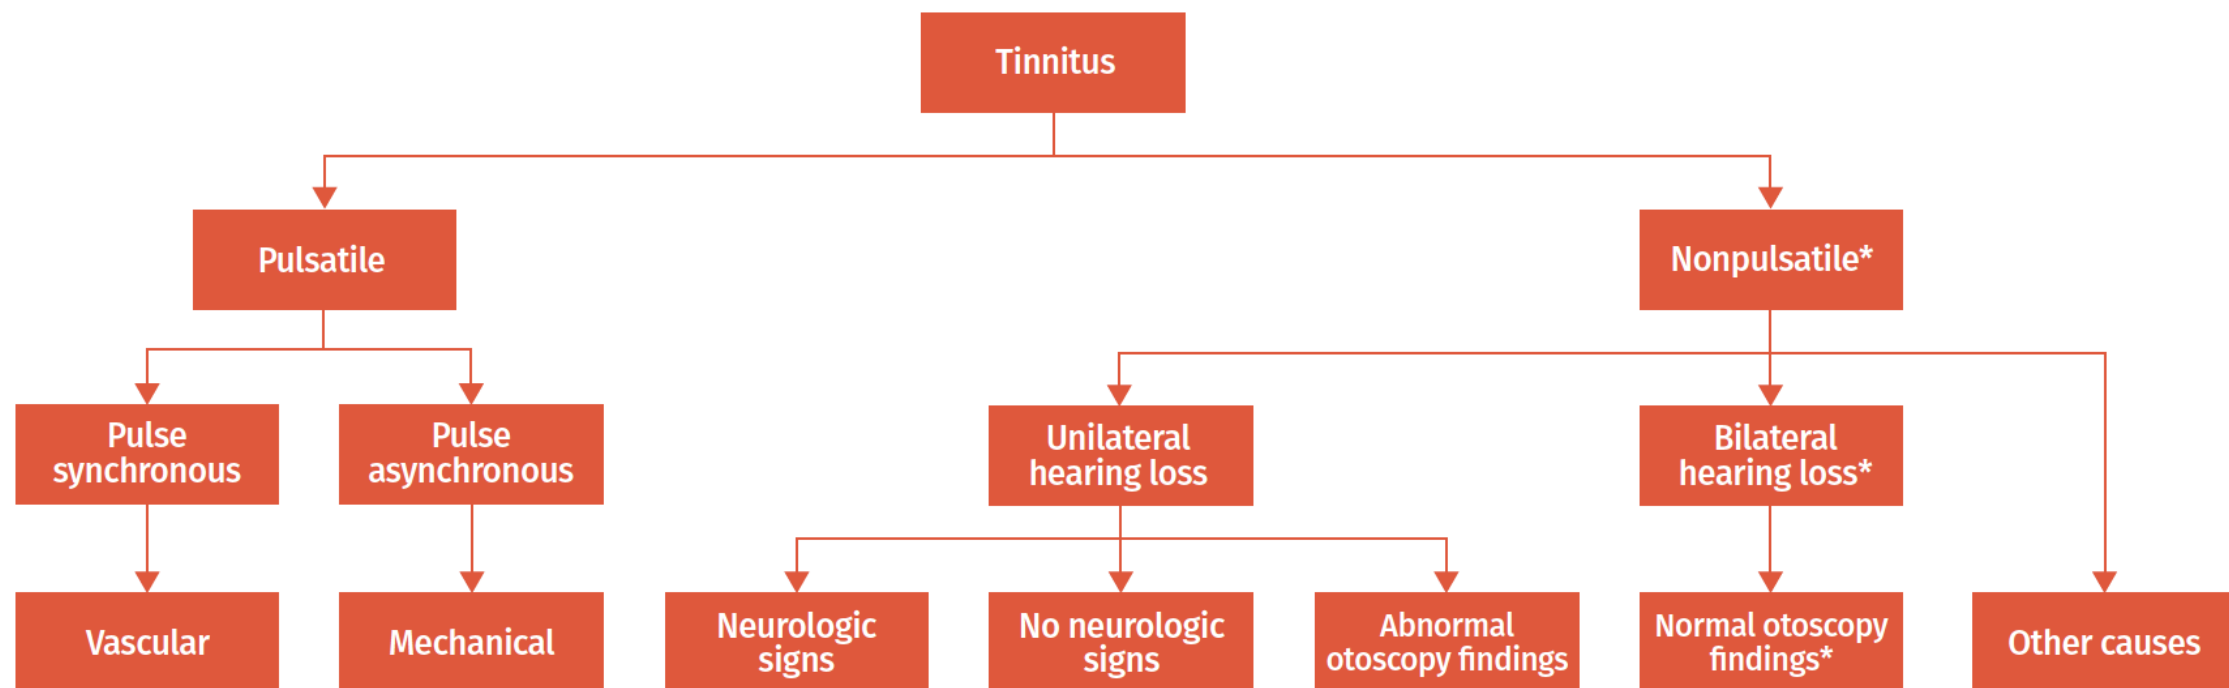 Tinnitus
Pulsatile
Nonpulsatile*
Pulse
synchronous
Pulse
asynchronous
Unilateral
hearing loss
Bilateral
hearing loss*
Vascular
Mechanical
Neurologic
signs
No neurologic
signs
Abnormal
otoscopy findings
Normal otoscopy
findings*
Other causes